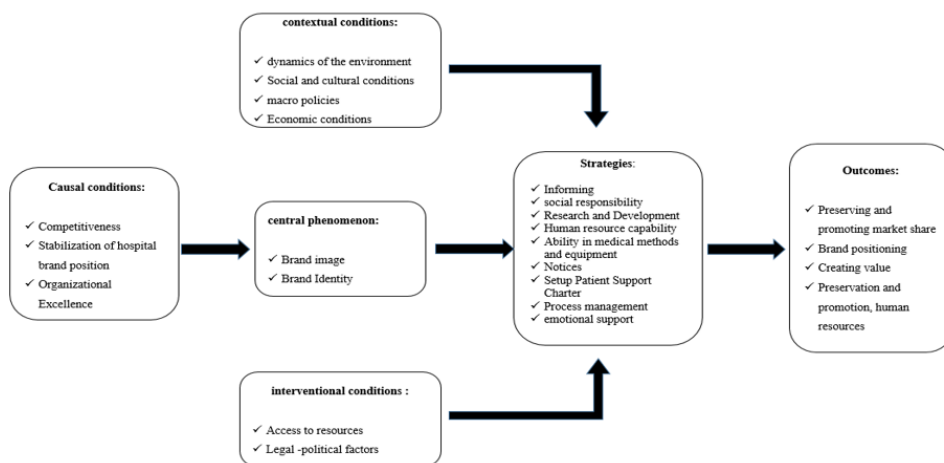 contextual conditions:
✓ dynamics of the environment
✓ Social and cultural conditions
✓ macro policies
✓ Economic conditions
Causal conditions:
✓ Competitiveness
✓ Stabilization of hospital
brand position
✓ Organizational
Excellence
central phenomenon:
✓ Brand image
✓ Brand Identity
Strategies:
✓ Informing
✓ social responsibility
✓ Research and Development
✓ Human resource capability
✓ Ability in medical methods
and equipment
✓ Notices
✓ Setup Patient Support
Charter
✓ Process management
✓ emotional support
Outcomes:
✓ Preserving and
promoting market share
✓ Brand positioning
✓ Creating value
✓ Preservation and
promotion, human
resources
interventional conditions :
✓ Access to resources
✓ Legal -political factors